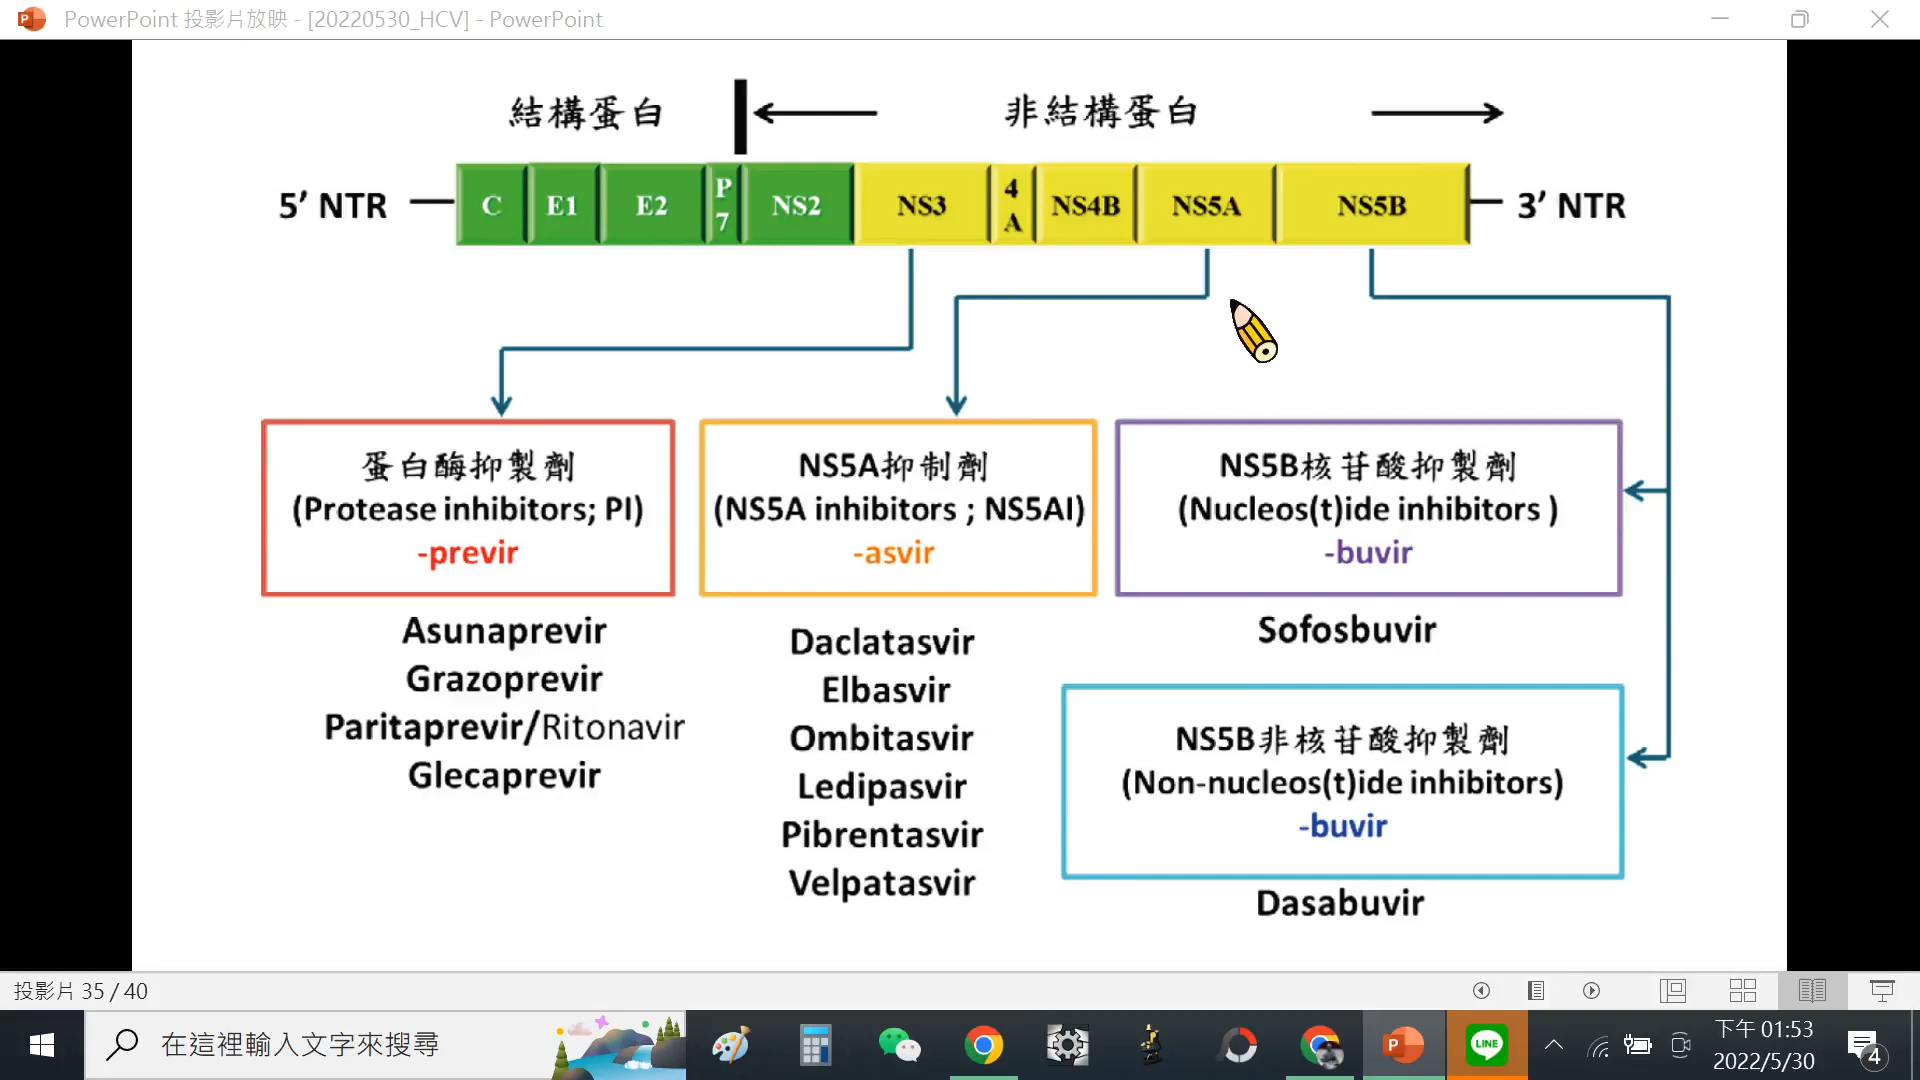 PowerPoint 投影片放映 - [20220530_HCV] - PowerPoint
結構蛋白 非結構蛋白
5’ NTR C E1 E2 P7 NS2 NS3 4A NS4B NS5A NS5B 3’ NTR
蛋白酶抑製劑
(Protease inhibitors; PI)
-previr
Asunaprevir
Grazoprevir
Paritaprevir/Ritonavir
Glecaprevir
NS5A抑制劑
(NS5A inhibitors ; NS5AI)
-asvir
Daclatasvir
Elbasvir
Ombitasvir
Ledipasvir
Pibrentasvir
Velpatasvir
NS5B核苷酸抑製劑
(Nucleos(t)ide inhibitors )
-buvir
Sofosbuvir
NS5B非核苷酸抑製劑
(Non-nucleos(t)ide inhibitors)
-buvir
Dasabuvir
投影片 35 / 40
在這裡輸入文字來搜尋
P
LINE
下午 01:53
2022/5/30
4